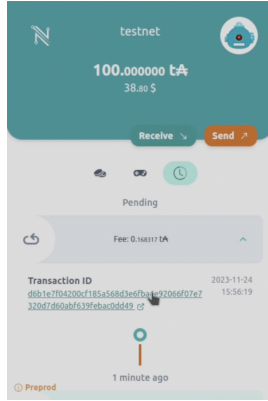 testnet
100.000000 t₳
38.80 $
Receive ↘
Send ↗
Pending
Fee: 0.168317 t₳
Transaction ID
2023-11-24
15:56:19
320d7d60abf639febac0dd49
1 minute ago
Preprod